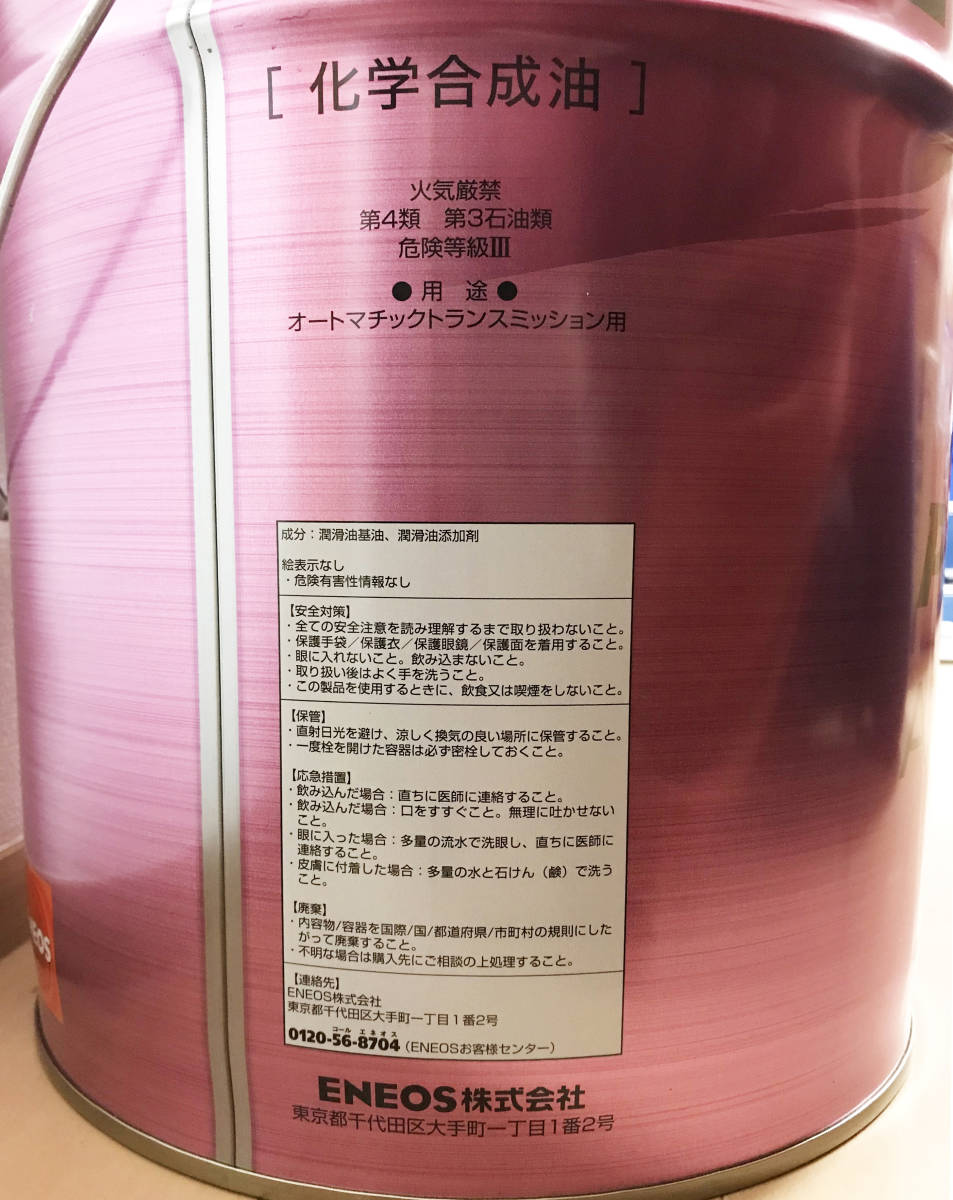 [ 化学合成油 ]
火気厳禁
第4類 第3石油類
危険等級Ⅲ
●用 途●
オートマチックトランスミッション用
成分:潤滑油基油、潤滑油添加剤
絵表示なし
・危険有害性情報なし
【安全対策】
・全ての安全注意を読み理解するまで取り扱わないこと。
・保護手袋/保護衣/保護眼鏡/保護面を着用すること。
・眼に入れないこと。飲み込まないこと。
・取り扱い後はよく手を洗うこと。
・この製品を使用するときに、飲食又は喫煙をしないこと。
【保管】
・直射日光を避け、涼しく換気の良い場所に保管すること。
・一度栓を開けた容器は必ず密栓しておくこと。
【応急措置】
・飲み込んだ場合:直ちに医師に連絡すること。
・飲み込んだ場合:口をすすぐこと。無理に吐かせない
こと。
・眼に入った場合:多量の流水で洗眼し、直ちに医師に
連絡すること。
・皮膚に付着した場合:多量の水と石けん(鹸)で洗う
こと。
【廃棄】
・内容物/容器を国際/国/都道府県/市町村の規則にした
がって廃棄すること。
・不明な場合は購入先にご相談の上処理すること。
【連絡先】
ENEOS株式会社
東京都千代田区大手町一丁目1番2号
コール エネオス
0120-56-8704 (ENEOSお客様センター)
ENEOS株式会社
東京都千代田区大手町一丁目1番2号